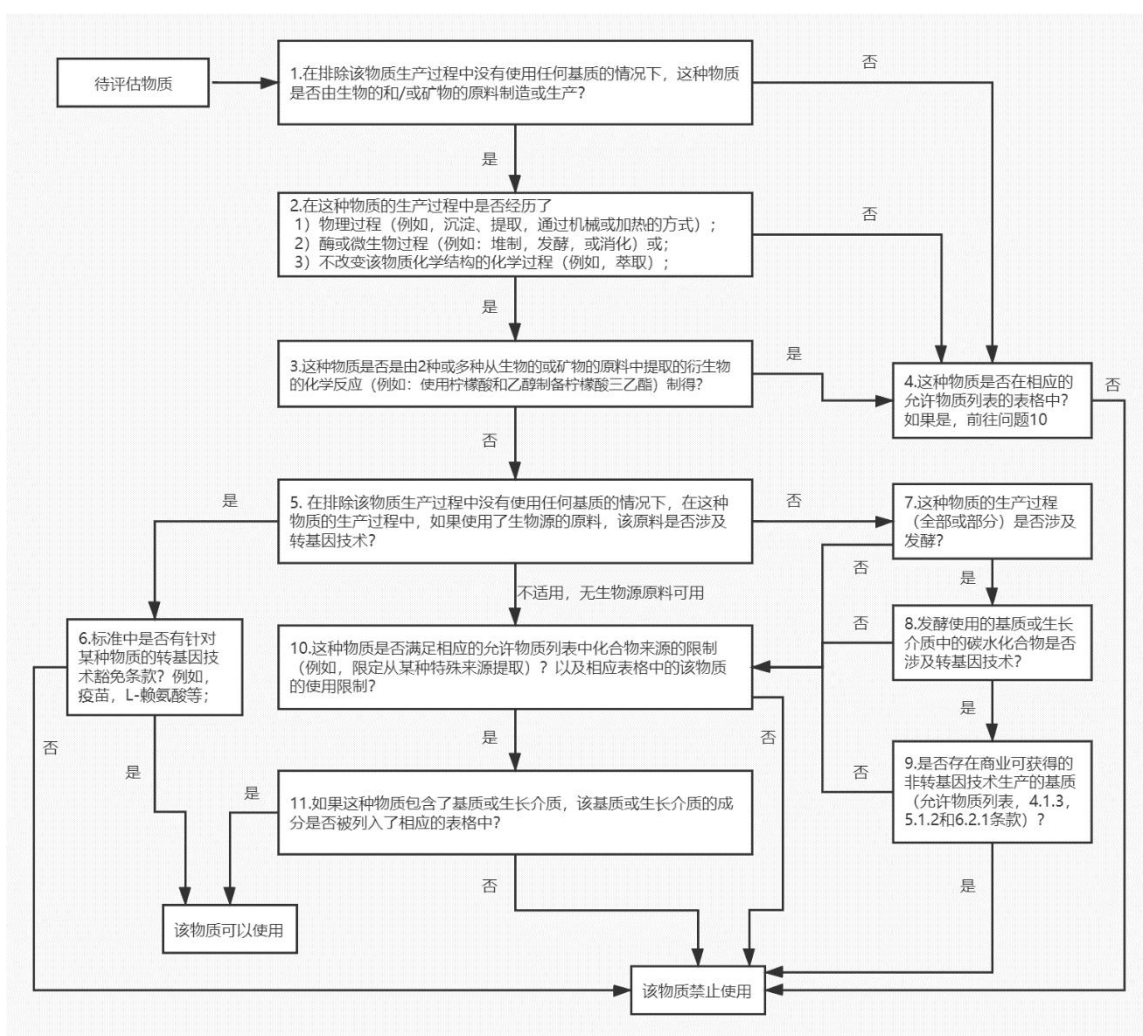 待评估物质
1.在排除该物质生产过程中没有使用任何基质的情况下，这种物质
是否由生物的和/或矿物的原料制造或生产？
否
是
2.在这种物质的生产过程中是否经历了
1）物理过程（例如，沉淀、提取，通过机械或加热的方式）；
2）酶或微生物过程（例如：堆制，发酵，或消化）或；
3）不改变该物质化学结构的化学过程（例如，萃取）；
否
是
3.这种物质是否是由2种或多种从生物的或矿物的原料中提取的衍生物
的化学反应（例如：使用柠檬酸和乙醇制备柠檬酸三乙酯）制得？
是
否
4.这种物质是否在相应的
允许物质列表的表格中？
如果是，前往问题10
否
5. 在排除该物质生产过程中没有使用任何基质的情况下，在这种
物质的生产过程中，如果使用了生物源的原料，该原料是否涉及
转基因技术？
是
否
不适用，无生物源原料可用
7.这种物质的生产过程
（全部或部分）是否涉及
发酵？
否
是
6.标准中是否有针对
某种物质的转基因技
术豁免条款？例如，
疫苗，L-赖氨酸等；
否
是
10.这种物质是否满足相应的允许物质列表中化合物来源的限制
（例如，限定从某种特殊来源提取）？以及相应表格中的该物质
的使用限制？
是
否
8.发酵使用的基质或生长
介质中的碳水化合物是否
涉及转基因技术？
否
是
9.是否存在商业可获得的
非转基因技术生产的基质
（允许物质列表，4.1.3，
5.1.2和6.2.1条款）？
否
是
11.如果这种物质包含了基质或生长介质，该基质或生长介质的成
分是否被列入了相应的表格中？
是
否
该物质可以使用
该物质禁止使用